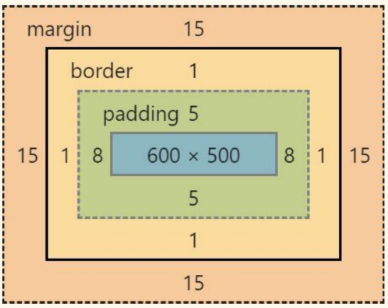 margin 15
border 1
padding 5
15 1 8 600 × 500 8 1 15
5
1
15